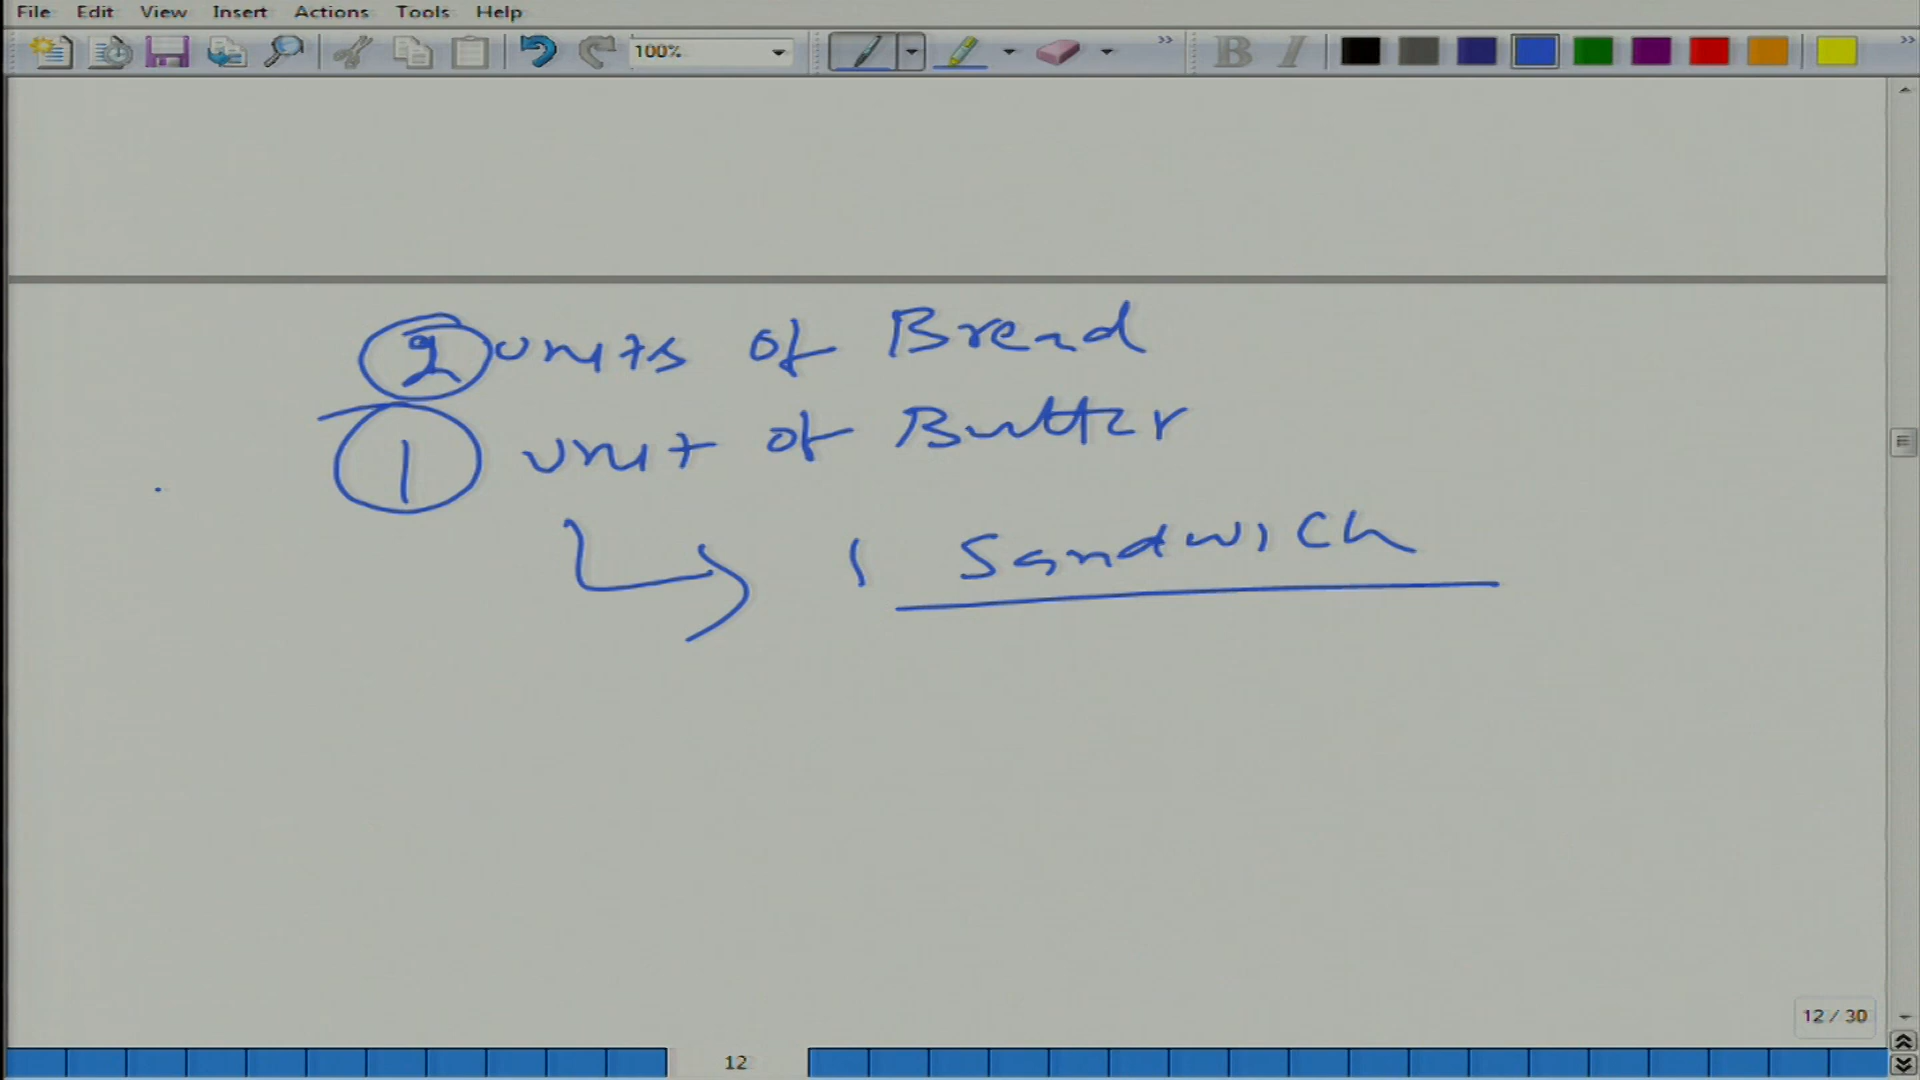 File Edit View Insert Actions Tools Help
100% B I
2 units of Bread
1 unit of Butter
1 Sandwich
12 / 30
12